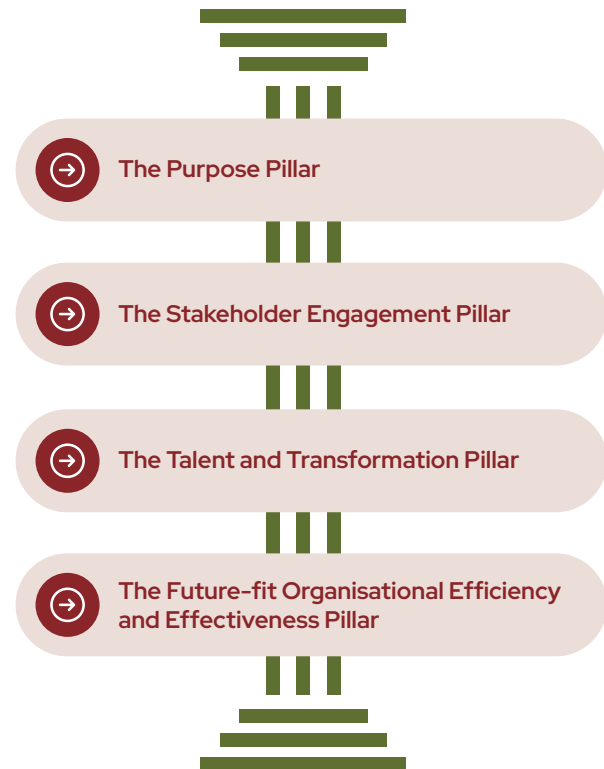 The Purpose Pillar
The Stakeholder Engagement Pillar
The Talent and Transformation Pillar
The Future-fit Organisational Efficiency
and Effectiveness Pillar